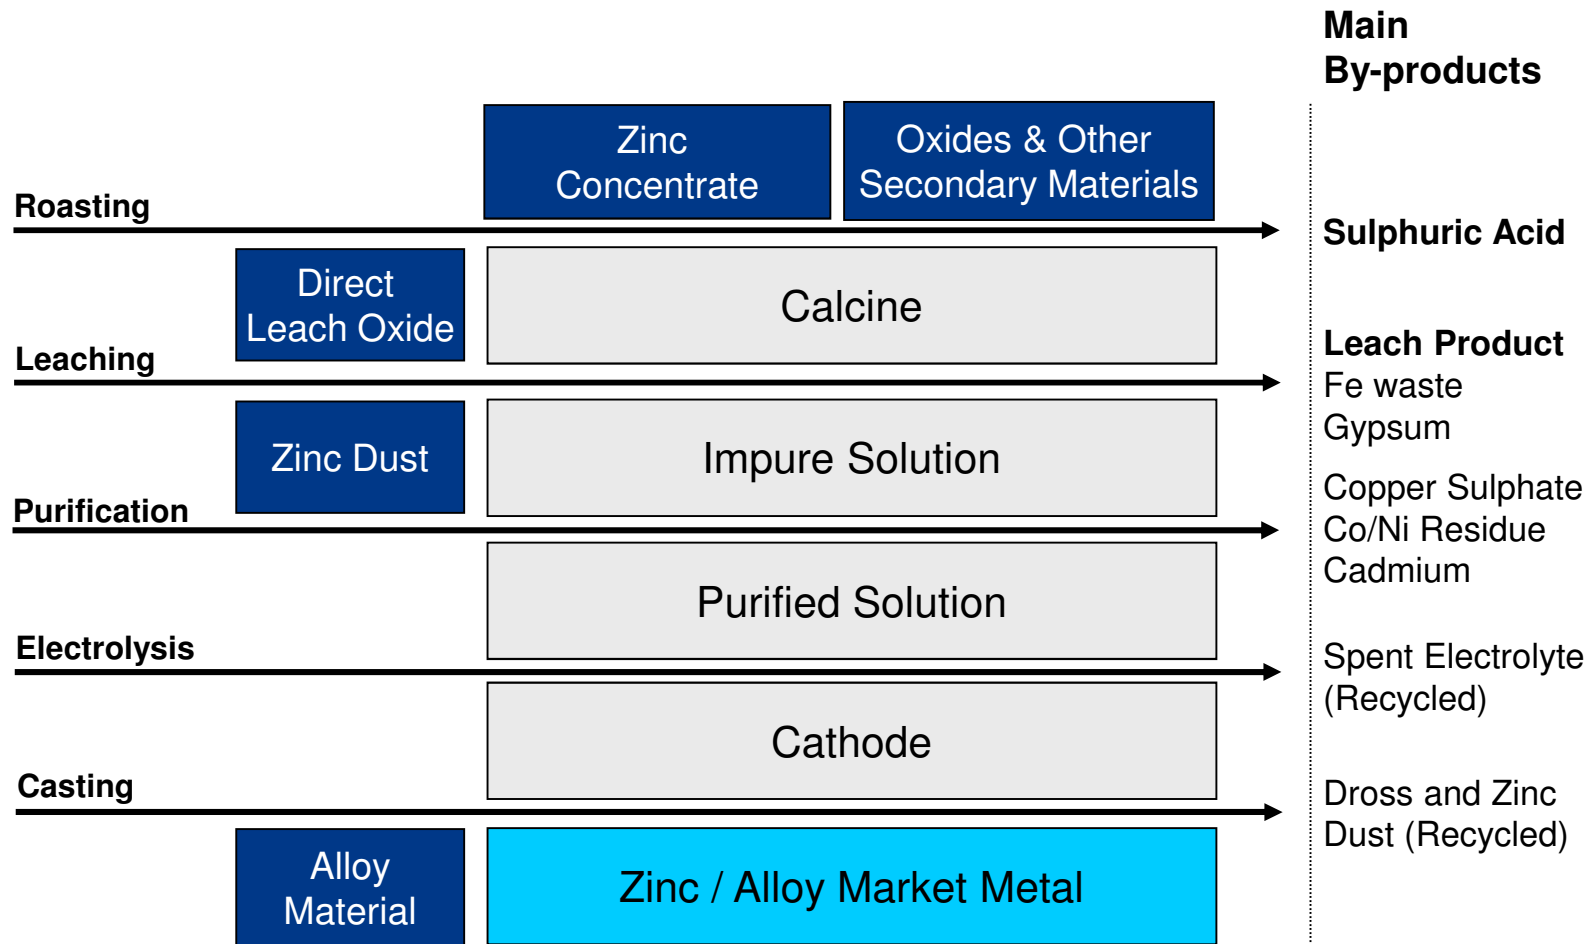 Main
By-products
Zinc
Concentrate
Oxides & Other
Secondary Materials
Roasting
Sulphuric Acid
Direct
Leach Oxide
Calcine
Leaching
Leach Product
Fe waste
Gypsum
Zinc Dust
Impure Solution
Purification
Copper Sulphate
Co/Ni Residue
Cadmium
Purified Solution
Electrolysis
Spent Electrolyte
(Recycled)
Cathode
Casting
Dross and Zinc
Dust (Recycled)
Alloy
Material
Zinc / Alloy Market Metal